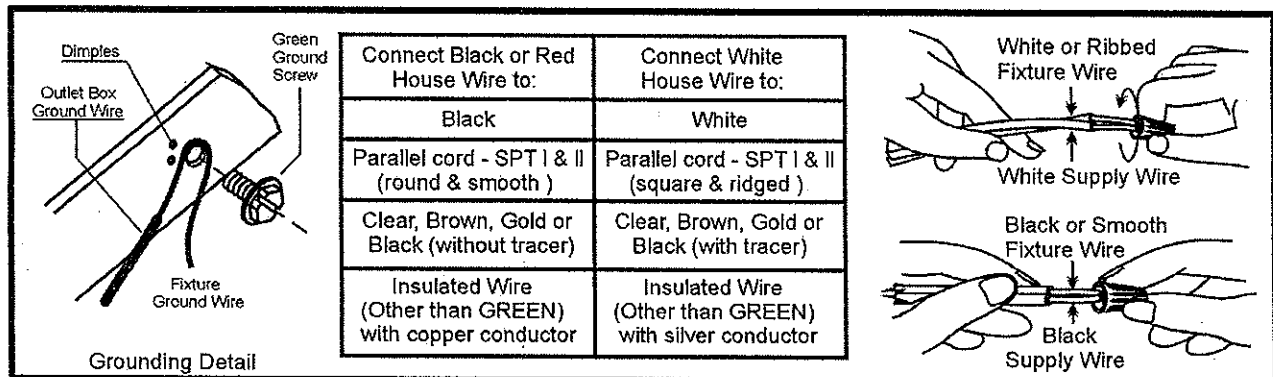 Dimples
Green
Ground
Screw
Outlet Box
Ground Wire
Fixture
Ground Wire
Grounding Detail
Connect Black or Red
House Wire to:
Connect White
House Wire to:
Black
White
Parallel cord - SPT I & II
(round & smooth )
Parallel cord - SPT I & II
(square & ridged )
Clear, Brown, Gold or
Black (without tracer)
Clear, Brown, Gold or
Black (with tracer)
Insulated Wire
(Other than GREEN)
with copper conductor
Insulated Wire
(Other than GREEN)
with silver conductor
White or Ribbed
Fixture Wire
White Supply Wire
Black or Smooth
Fixture Wire
Black
Supply Wire